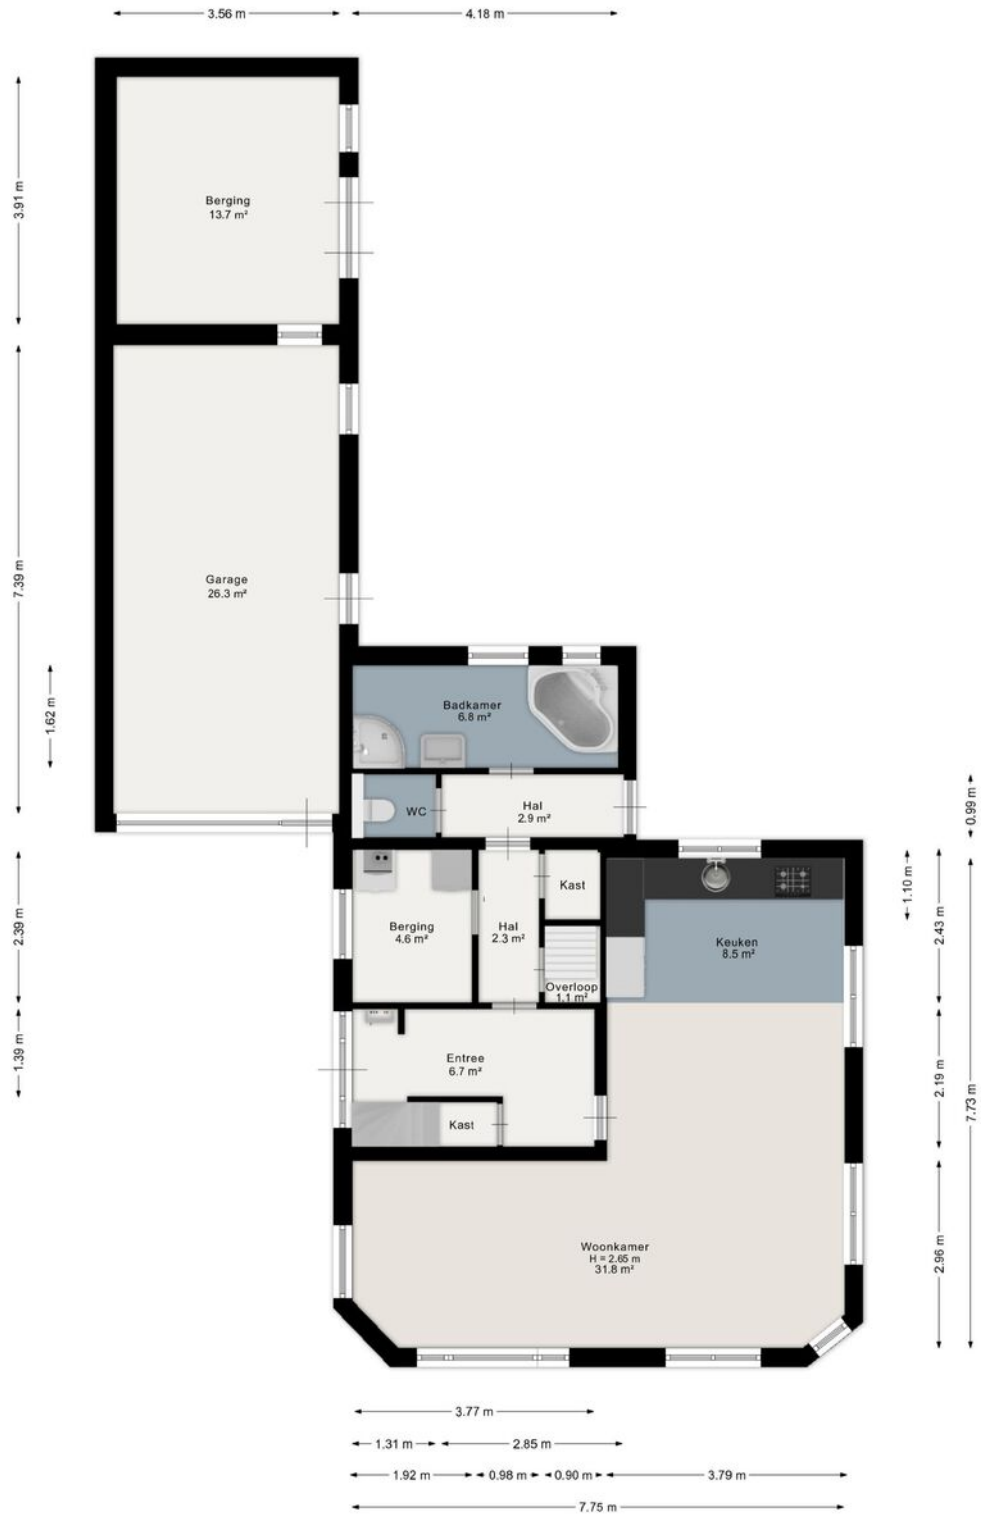 3.56 m
4.18 m
3.91 m
Berging
13.7 m²
7.39 m
Garage
26.3 m²
1.62 m
Badkamer
6.8 m²
WC
Hal
2.9 m²
0.99 m
2.39 m
Berging
4.6 m²
Hal
2.3 m²
Kast
Overloop
1.1 m²
Keuken
8.5 m²
1.10 m
2.43 m
1.39 m
Entree
6.7 m²
Kast
2.19 m
7.73 m
Woonkamer
H = 2.65 m
31.8 m²
2.96 m
3.77 m
1.31 m
2.85 m
1.92 m
0.98 m
0.90 m
3.79 m
7.75 m